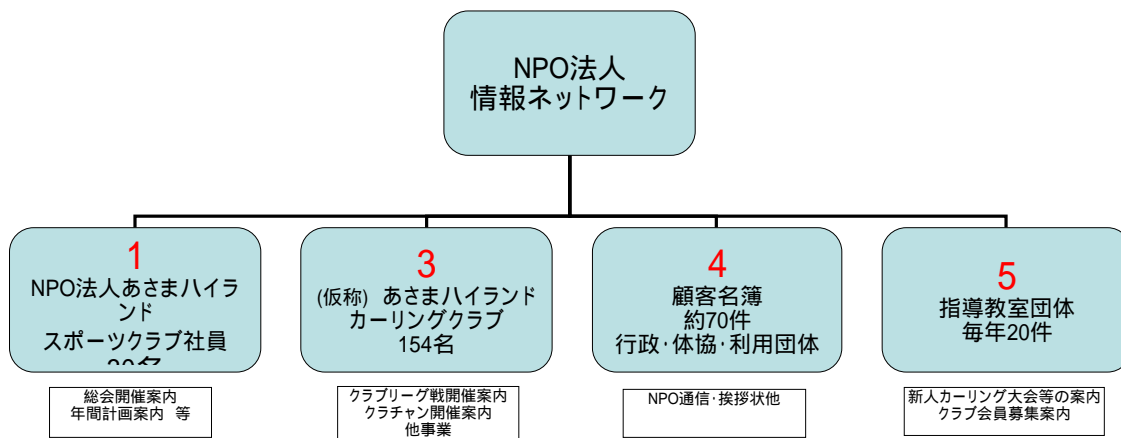 NPO法人
情報ネットワーク
1
NPO法人あさまハイラ
ンド
スポーツクラブ社員
3
(仮称) あさまハイランド
カーリングクラブ
154名
4
顧客名簿
約70件
行政・体協・利用団体
5
指導教室団体
毎年20件
総会開催案内
年間計画案内 等
クラブリーグ戦開催案内
クラチャン開催案内
他事業
NPO通信・挨拶状他
新人カーリング大会等の案内
クラブ会員募集案内